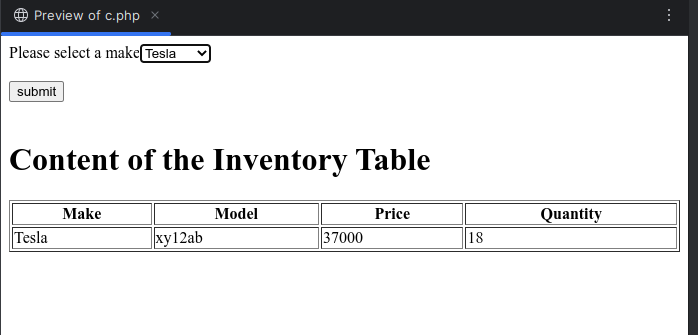 Preview of c.php
Please select a make Tesla
submit
Content of the Inventory Table
Make Model Price Quantity
Tesla xy12ab 37000 18